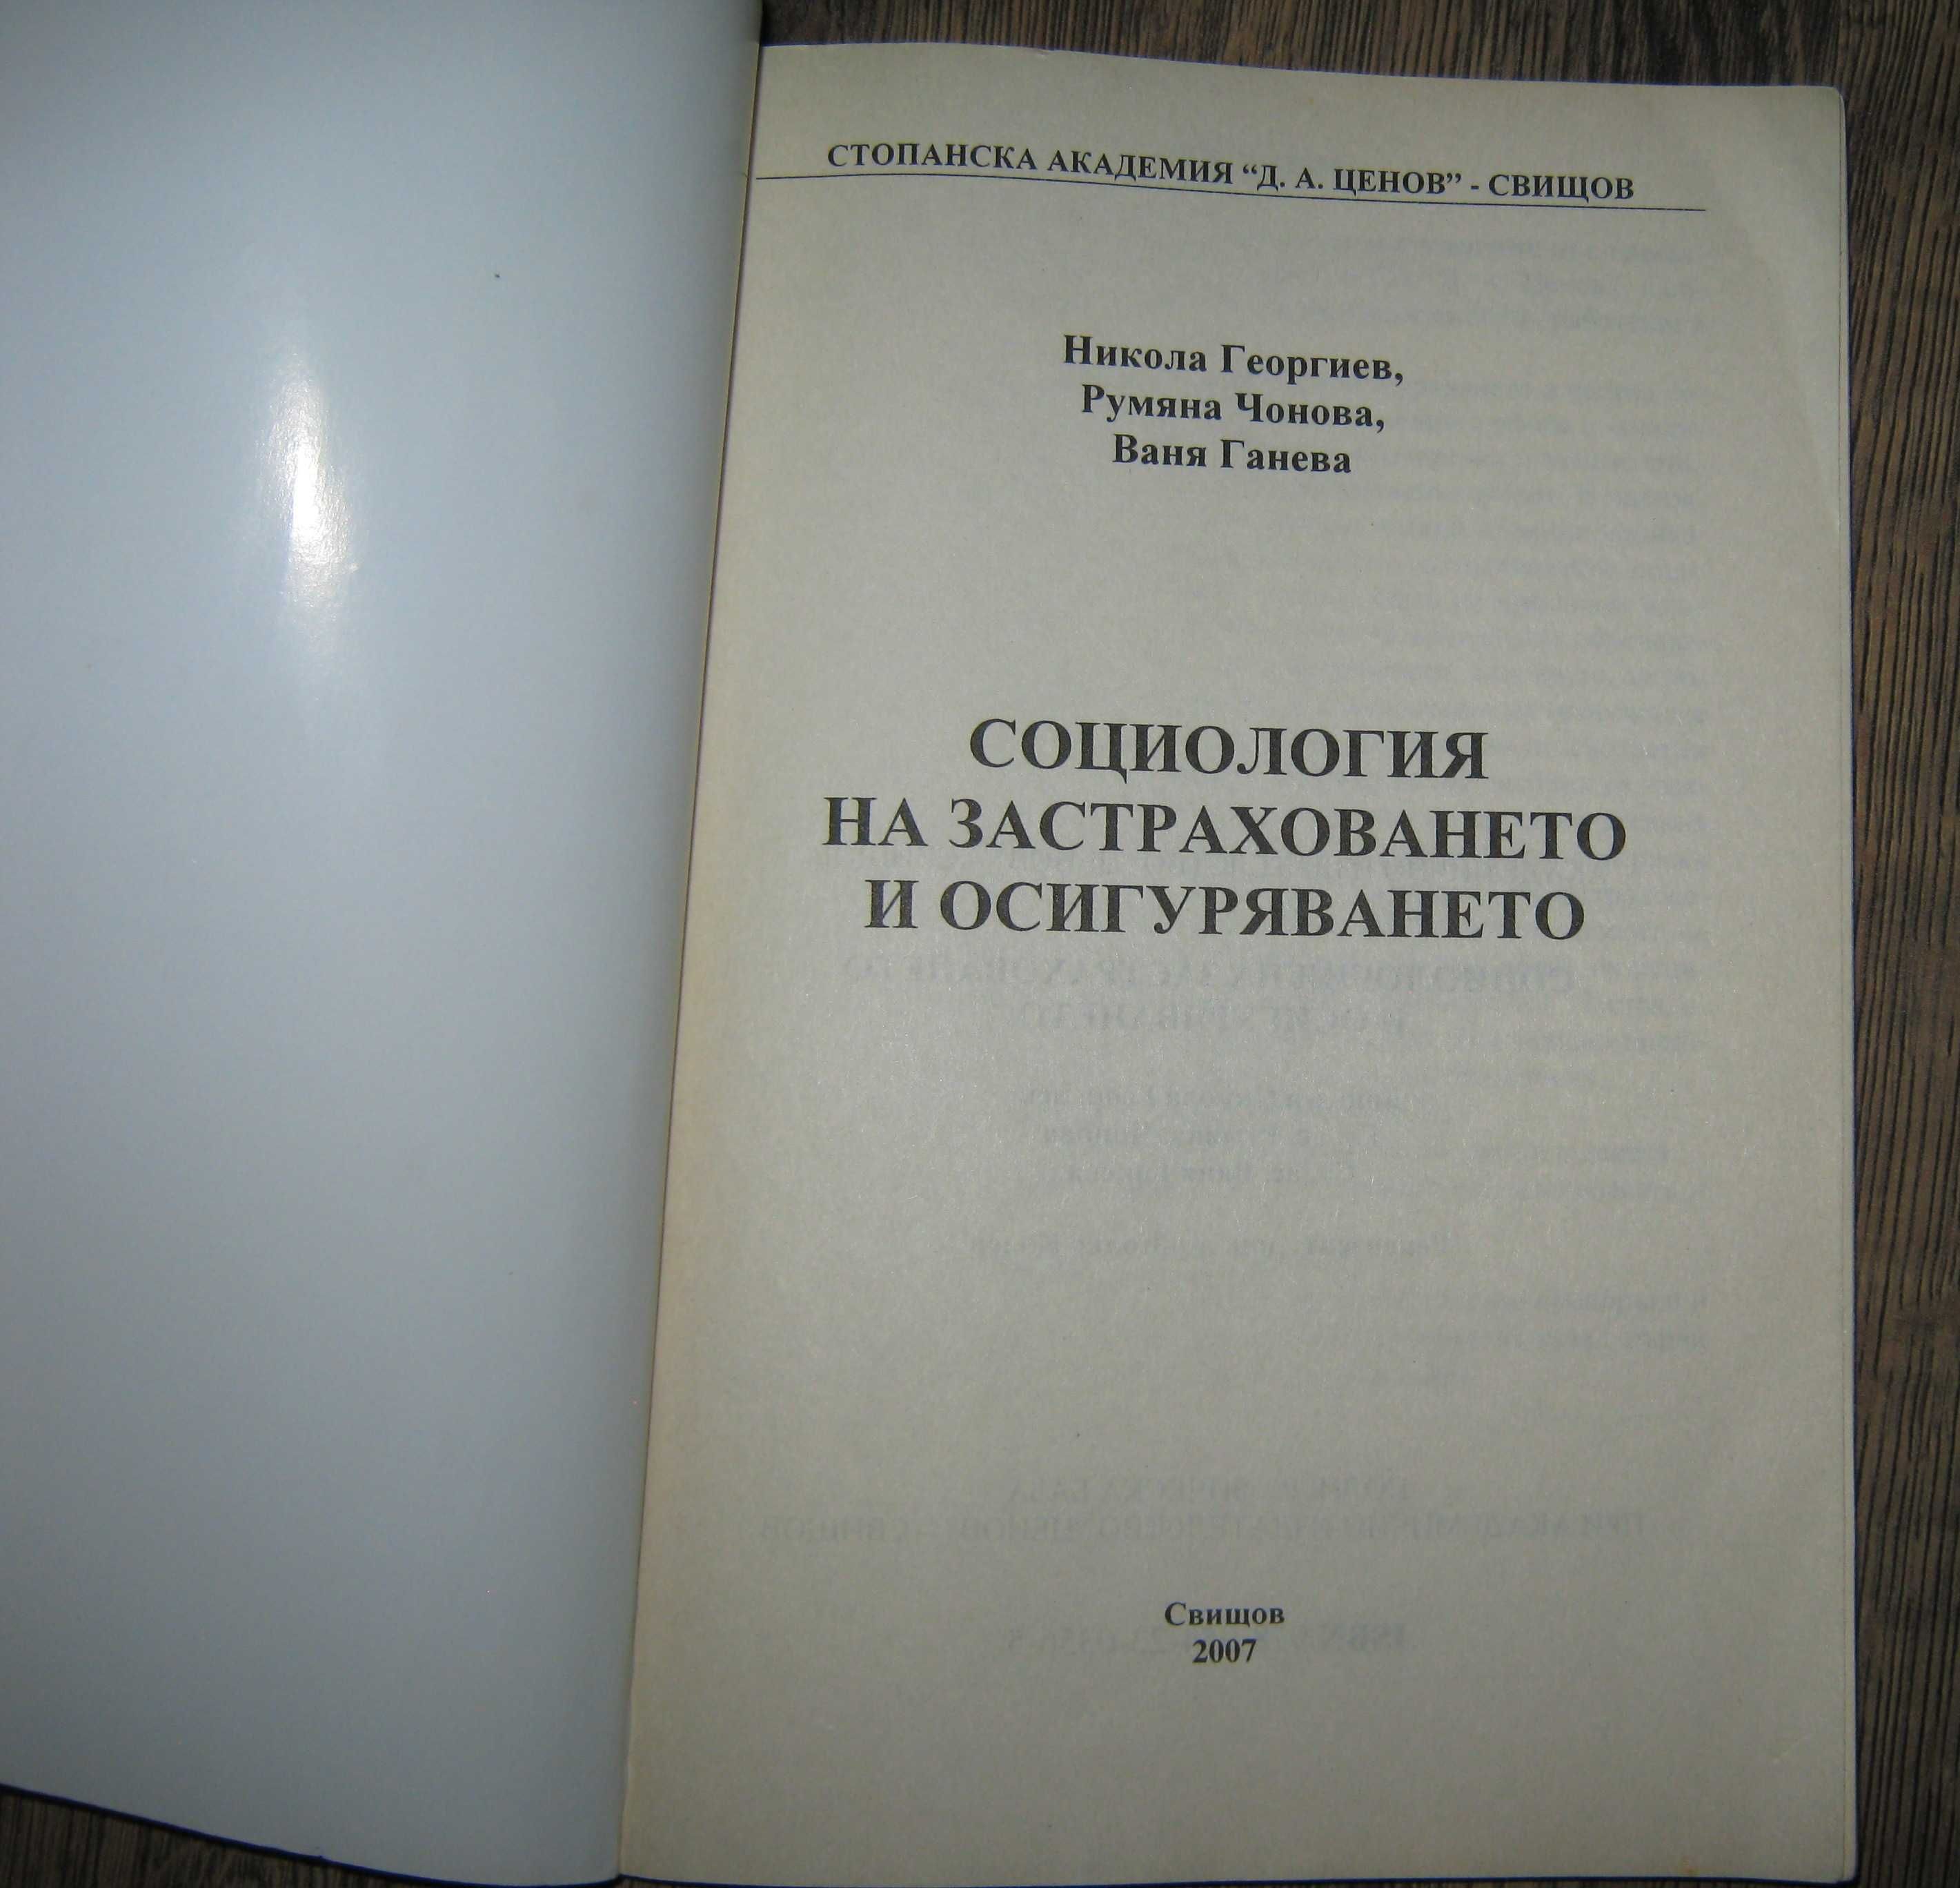 СТОПАНСКА АКАДЕМИЯ “Д. А. ЦЕНОВ” - СВИЩОВ
Никола Георгиев,
Румяна Чонова,
Ваня Ганева
СОЦИОЛОГИЯ
НА ЗАСТРАХОВАНЕТО
И ОСИГУРЯВАНЕТО
Свищов
2007